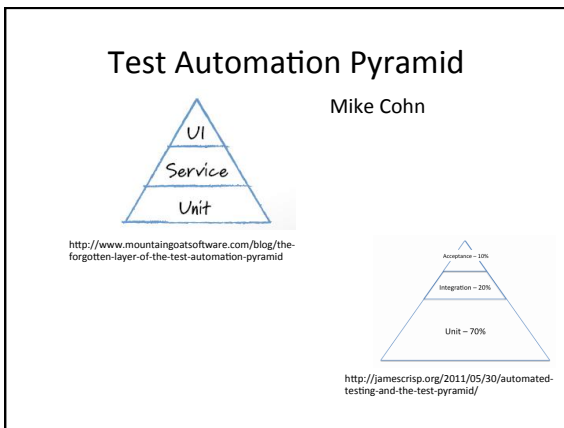 Test Automation Pyramid
Mike Cohn
UI
Service
Unit
http://www.mountaingoatsoftware.com/blog/the-
forgotten-layer-of-the-test-automation-pyramid
Acceptance – 10%
Integration – 20%
Unit – 70%
http://jamescrisp.org/2011/05/30/automated-
testing-and-the-test-pyramid/